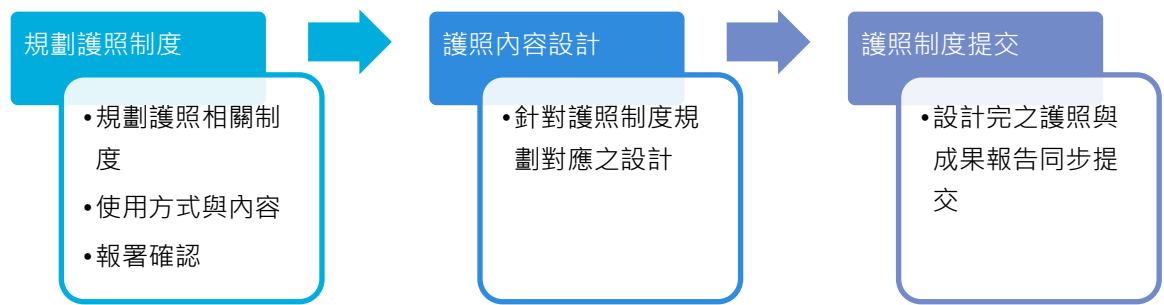 規劃護照制度
•規劃護照相關制
度
•使用方式與內容
•報署確認
護照內容設計
•針對護照制度規
劃對應之設計
護照制度提交
•設計完之護照與
成果報告同步提
交